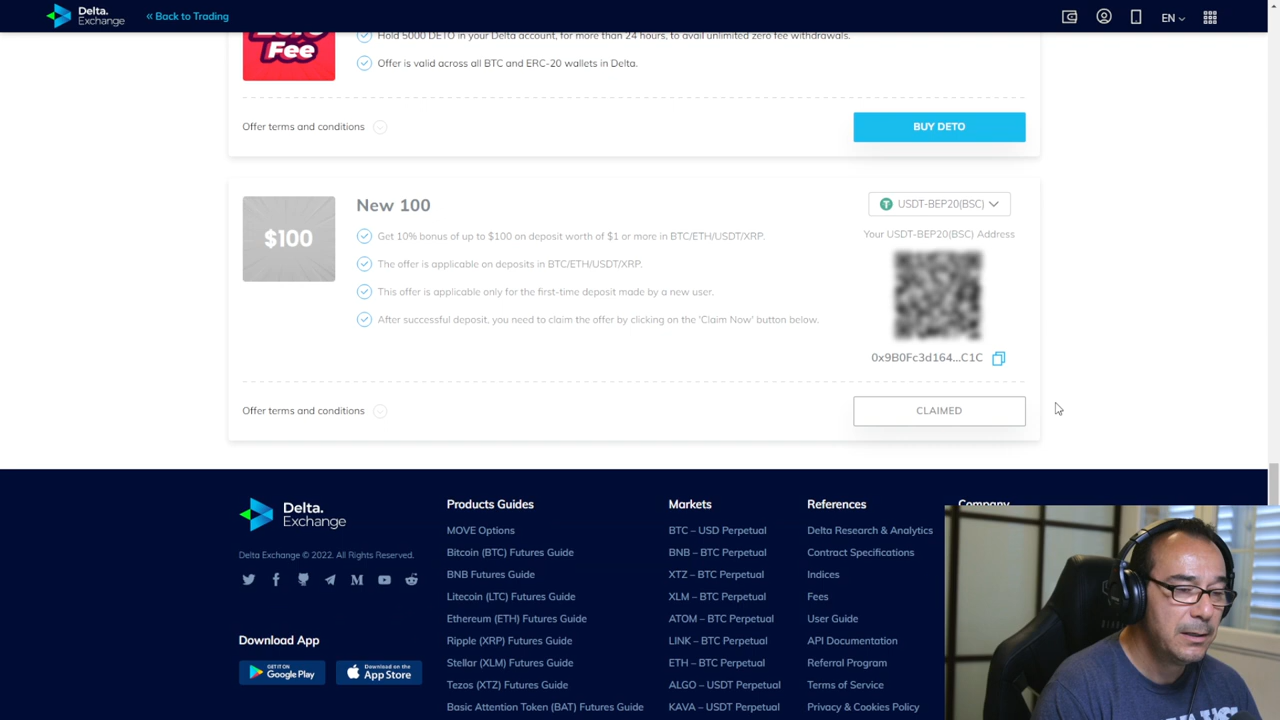 Delta.
Exchange
« Back to Trading
EN
Zero
Fee
Hold 5000 DETO in your Delta account, for more than 24 hours, to avail unlimited zero fee withdrawals.
Offer is valid across all BTC and ERC-20 wallets in Delta.
Offer terms and conditions
BUY DETO
$100
New 100
Get 10% bonus of up to $100 on deposit worth of $1 or more in BTC/ETH/USDT/XRP.
The offer is applicable on deposits in BTC/ETH/USDT/XRP.
This offer is applicable only for the first-time deposit made by a new user.
After successful deposit, you need to claim the offer by clicking on the 'Claim Now' button below.
USDT-BEP20(BSC)
Your USDT-BEP20(BSC) Address
0x9B0Fc3d164...C1C
Offer terms and conditions
CLAIMED
Delta.
Exchange
Delta Exchange © 2022. All Rights Reserved.
Download App
GET IT ON
Google Play
Download on the
App Store
Products Guides
MOVE Options
Bitcoin (BTC) Futures Guide
BNB Futures Guide
Litecoin (LTC) Futures Guide
Ethereum (ETH) Futures Guide
Ripple (XRP) Futures Guide
Stellar (XLM) Futures Guide
Tezos (XTZ) Futures Guide
Basic Attention Token (BAT) Futures Guide
Markets
BTC – USD Perpetual
BNB – BTC Perpetual
XTZ – BTC Perpetual
XLM – BTC Perpetual
ATOM – BTC Perpetual
LINK – BTC Perpetual
ETH – BTC Perpetual
ALGO – USDT Perpetual
KAVA – USDT Perpetual
References
Delta Research & Analytics
Contract Specifications
Indices
Fees
User Guide
API Documentation
Referral Program
Terms of Service
Privacy & Cookies Policy
Company